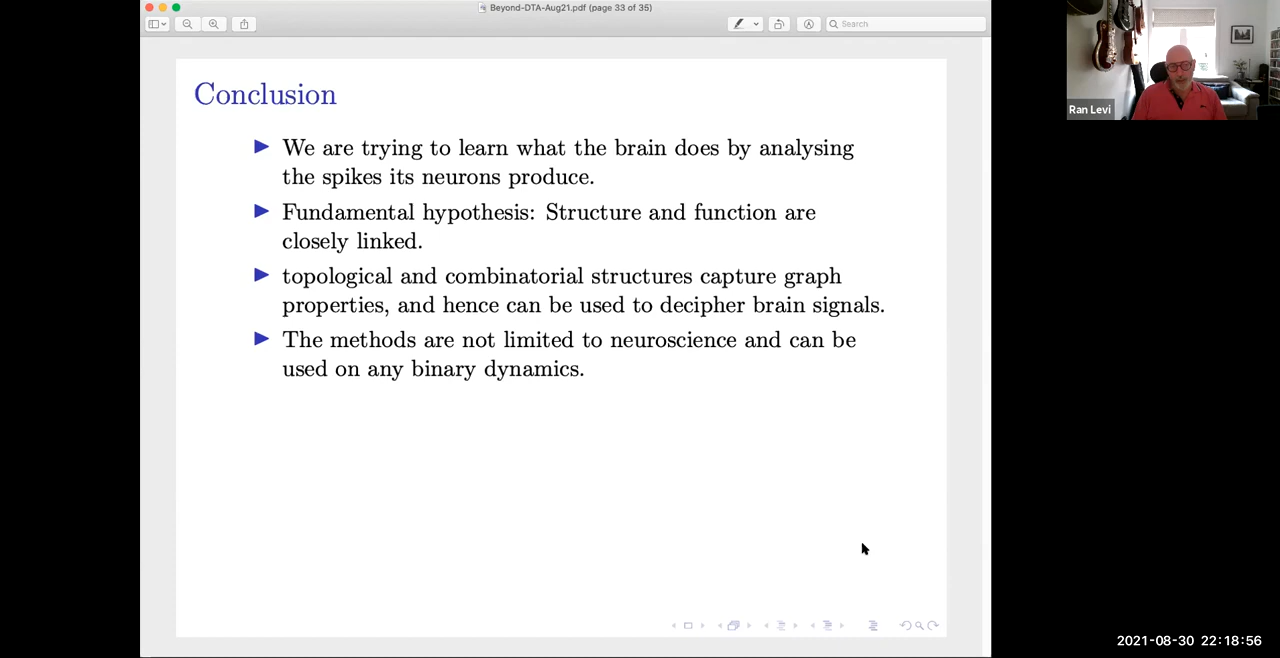 Beyond-DTA-Aug21.pdf (page 33 of 35)
Search
Ran Levi
Conclusion
We are trying to learn what the brain does by analysing
the spikes its neurons produce.
Fundamental hypothesis: Structure and function are
closely linked.
topological and combinatorial structures capture graph
properties, and hence can be used to decipher brain signals.
The methods are not limited to neuroscience and can be
used on any binary dynamics.
2021-08-30 22:18:56